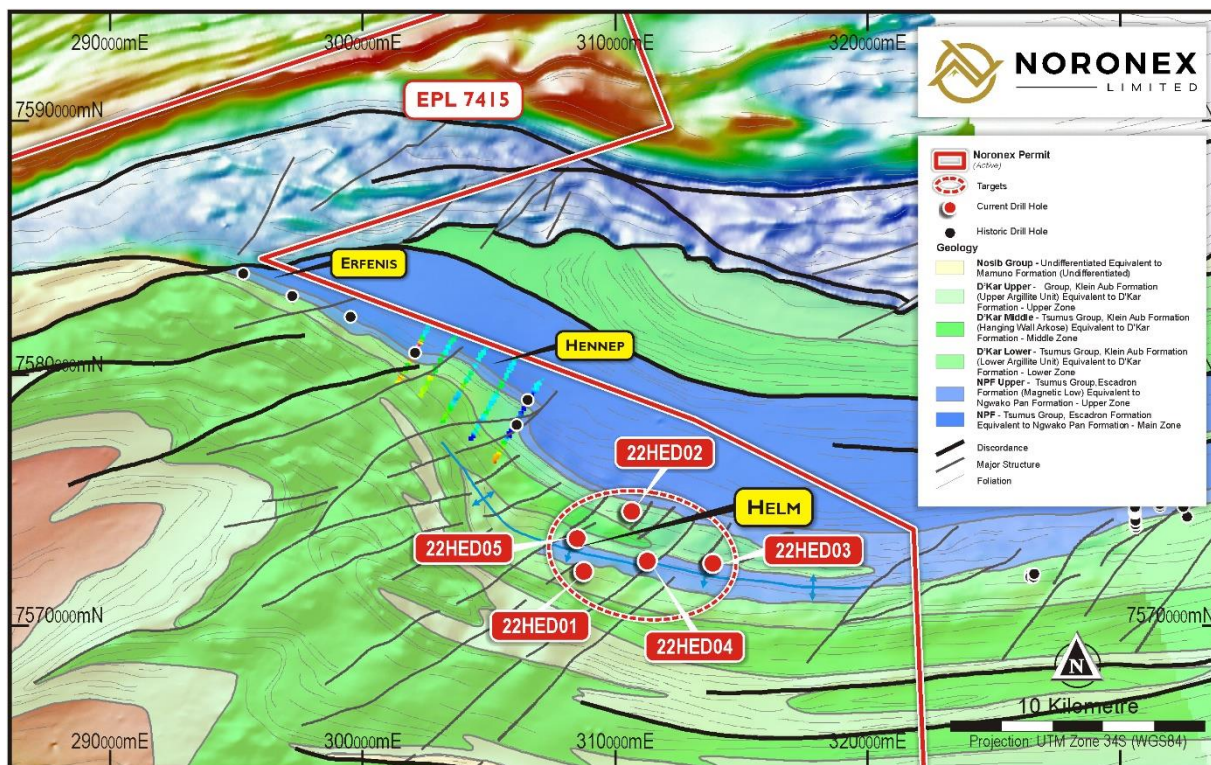 290000mE
300000mE
310000mE
320000mE
NORONEX
LIMITED
7590000mN
EPL 7415
Noronex Permit
(Active)
Targets
Current Drill Hole
Historic Drill Hole
Geology
Nosib Group - Undifferentiated Equivalent to
Mamuno Formation (Undifferentiated)
D'Kar Upper - Group, Klein Aub Formation
(Upper Argillite Unit) Equivalent to D'Kar
Formation - Upper Zone
D'Kar Middle - Tsumus Group, Klein Aub Formation
(Hanging Wall Arkose) Equivalent to D'Kar
Formation - Middle Zone
D'Kar Lower - Tsumus Group, Klein Aub Formation
(Lower Argillite Unit) Equivalent to D'Kar
Formation - Lower Zone
NPF Upper - Tsumus Group,Escadron
Formation (Magnetic Low) Equivalent to
Ngwako Pan Formation - Upper Zone
NPF - Tsumus Group, Escadron Formation
Equivalent to Ngwako Pan Formation - Main Zone
Discordance
Major Structure
Foliation
ERFENIS
HENNEP
7580000mN
22HED02
HELM
22HED05
22HED03
22HED01
22HED04
7570000mN
7570000mN
N
10 Kilometre
Projection: UTM Zone 34S (WGS84)
290000mE
300000mE
310000mE
320000mE